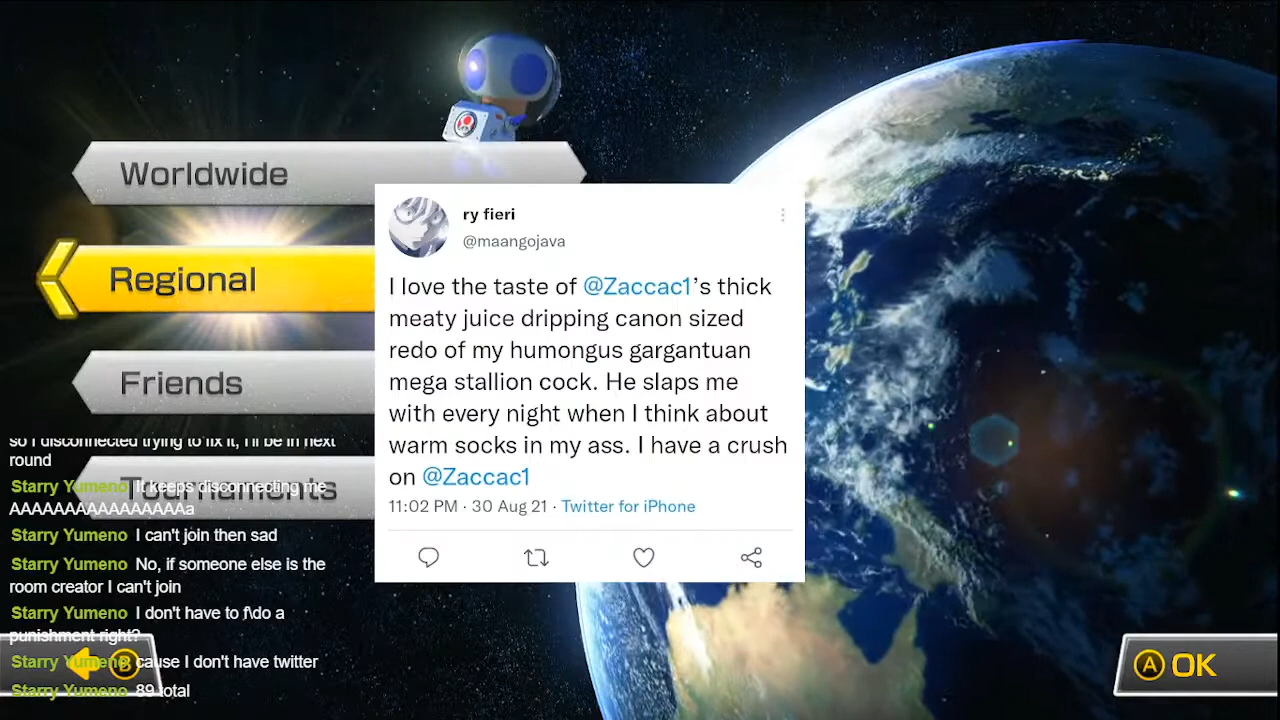 Worldwide
Regional
Friends
Tournaments
ry fieri
@maangojava
I love the taste of @Zaccac1's thick
meaty juice dripping canon sized
redo of my humongus gargantuan
mega stallion cock. He slaps me
with every night when I think about
warm socks in my ass. I have a crush
on @Zaccac1
11:02 PM · 30 Aug 21 · Twitter for iPhone
so I disconnected trying to fix it, I'll be in next
round
Starry Yumeno It keeps disconnecting me
AAAAAAAAAAAAAAAAa
Starry Yumeno I can't join then sad
Starry Yumeno No, if someone else is the
room creator I can't join
Starry Yumeno I don't have to f\do a
punishment right?
Starry Yumeno cause I don't have twitter
Starry Yumeno 89 total
B
A OK